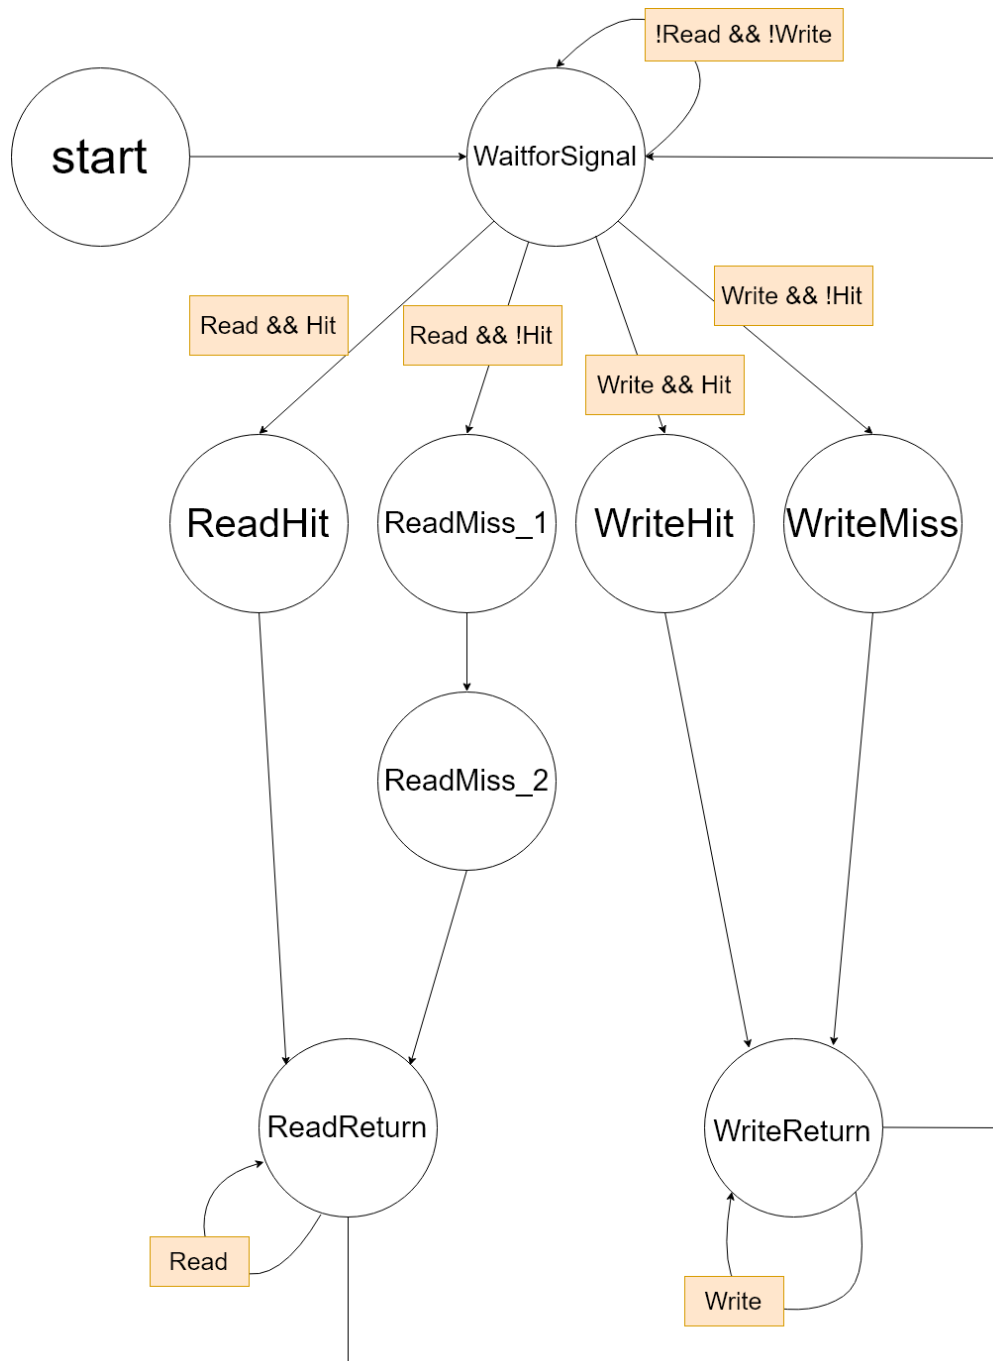 !Read && !Write
start
WaitforSignal
Write && !Hit
Read && Hit
Read && !Hit
Write && Hit
ReadHit
ReadMiss_1
WriteHit
WriteMiss
ReadMiss_2
ReadReturn
WriteReturn
Read
Write